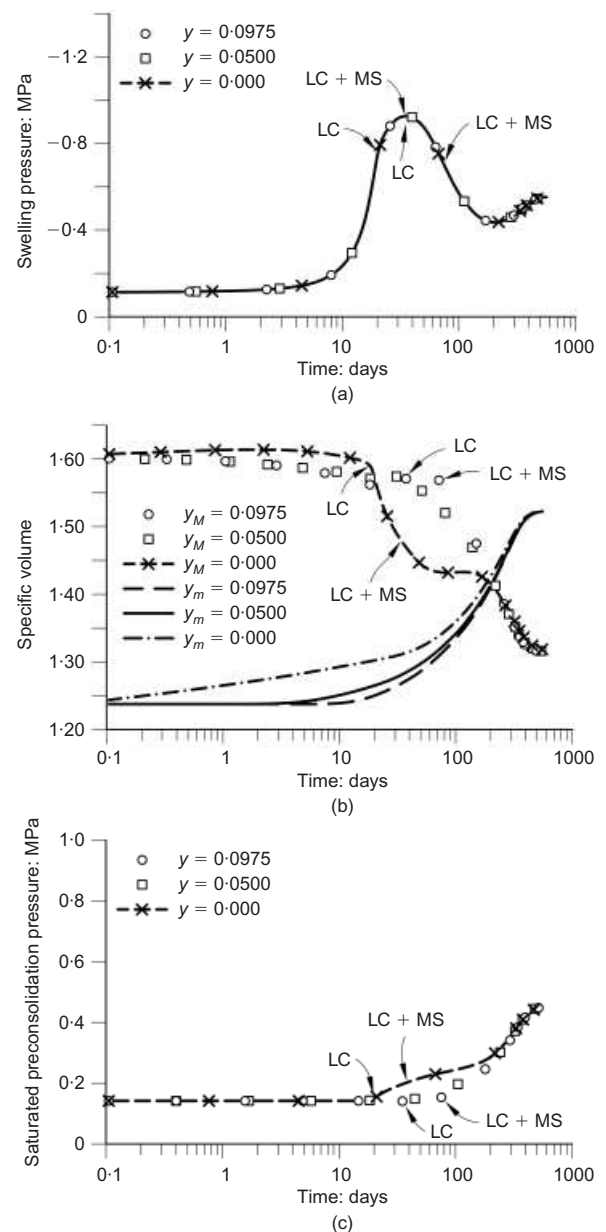 y = 0·0975
y = 0·0500
y = 0·000
LC + MS
LC
LC + MS
LC
Swelling pressure: MPa
−1·2
−0·8
−0·4
0
0·1
1
10
100
1000
Time: days
(a)
LC
LC + MS
LC
y_M = 0·0975
y_M = 0·0500
y_M = 0·000
y_m = 0·0975
y_m = 0·0500
y_m = 0·000
LC + MS
Specific volume
1·60
1·50
1·40
1·30
1·20
0·1
1
10
100
1000
Time: days
(b)
y = 0·0975
y = 0·0500
y = 0·000
LC + MS
LC
LC
LC + MS
Saturated preconsolidation pressure: MPa
1·0
0·8
0·6
0·4
0·2
0
0·1
1
10
100
1000
Time: days
(c)